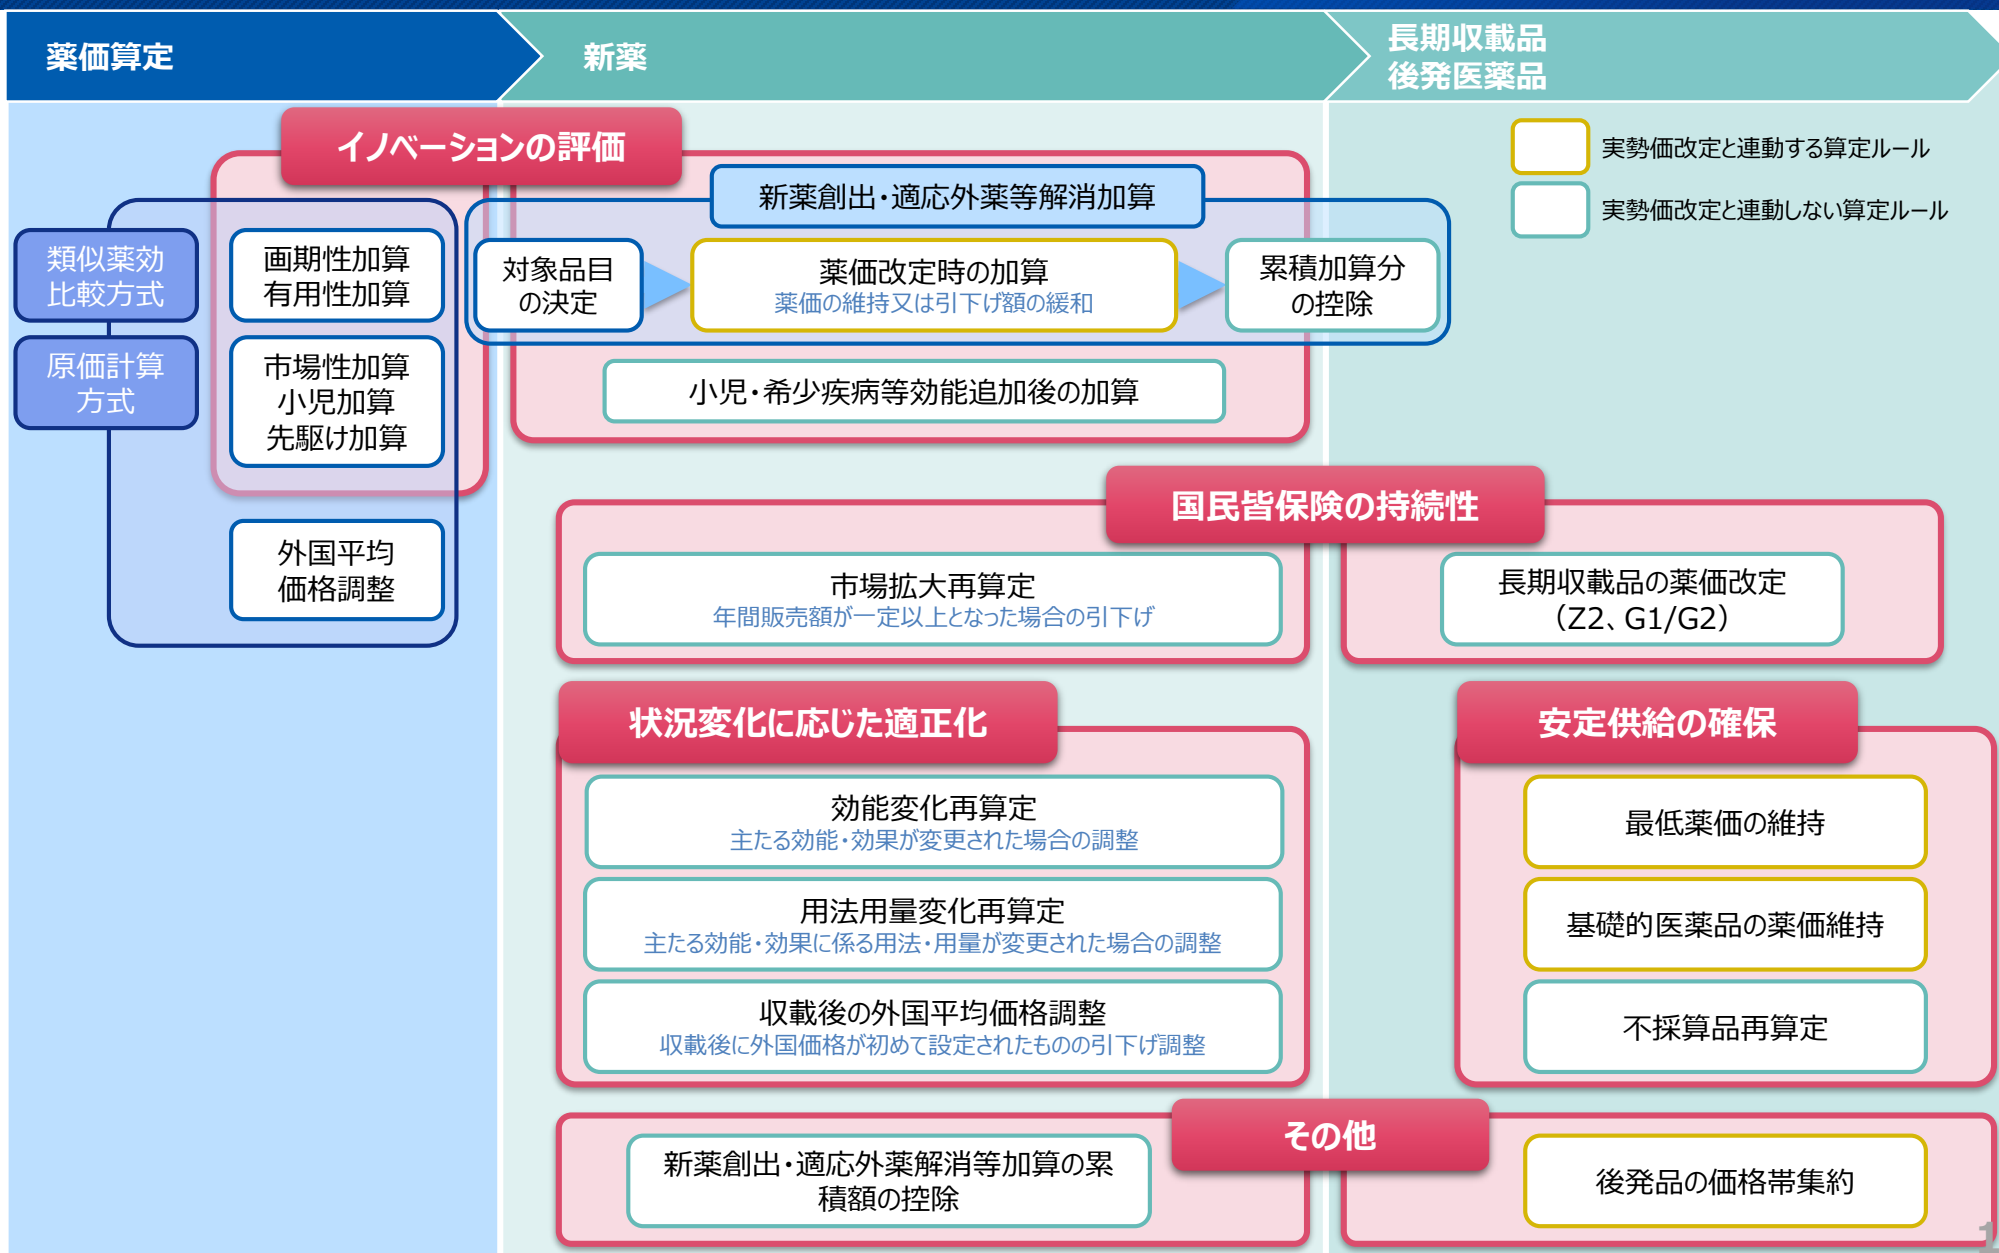 薬価算定
新薬
長期収載品
後発医薬品
イノベーションの評価
実勢価改定と連動する算定ルール
実勢価改定と連動しない算定ルール
新薬創出・適応外薬等解消加算
類似薬効
比較方式
画期性加算
有用性加算
対象品目
の決定
薬価改定時の加算
薬価の維持又は引下げ額の緩和
累積加算分
の控除
原価計算
方式
市場性加算
小児加算
先駆け加算
小児・希少疾病等効能追加後の加算
外国平均
価格調整
国民皆保険の持続性
市場拡大再算定
年間販売額が一定以上となった場合の引下げ
長期収載品の薬価改定
（Z2、G1/G2）
状況変化に応じた適正化
効能変化再算定
主たる効能・効果が変更された場合の調整
用法用量変化再算定
主たる効能・効果に係る用法・用量が変更された場合の調整
収載後の外国平均価格調整
収載後に外国価格が初めて設定されたものの引下げ調整
安定供給の確保
最低薬価の維持
基礎的医薬品の薬価維持
不採算品再算定
その他
新薬創出・適応外薬解消等加算の累
積額の控除
後発品の価格帯集約
1